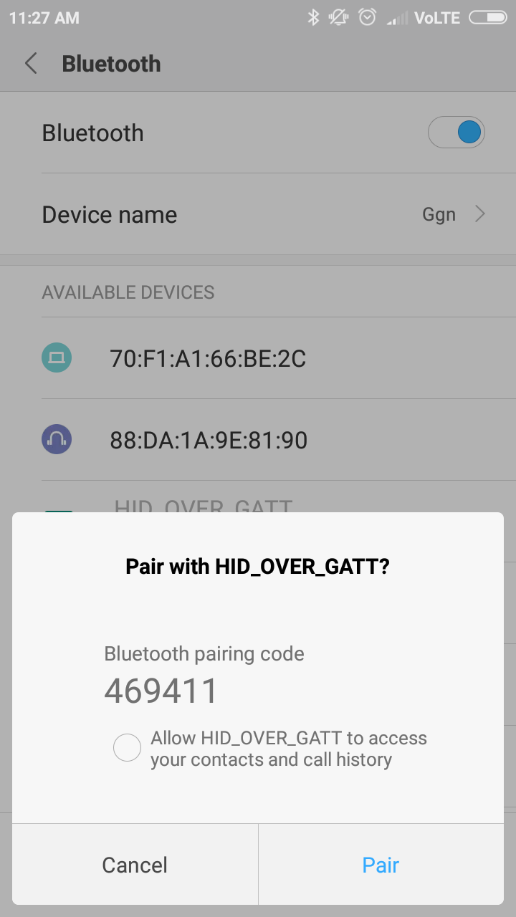 11:27 AM VoLTE
Bluetooth
Bluetooth
Device name Ggn
AVAILABLE DEVICES
70:F1:A1:66:BE:2C
88:DA:1A:9E:81:90
HID_OVER_GATT
Pair with HID_OVER_GATT?
Bluetooth pairing code
469411
Allow HID_OVER_GATT to access
your contacts and call history
Cancel Pair